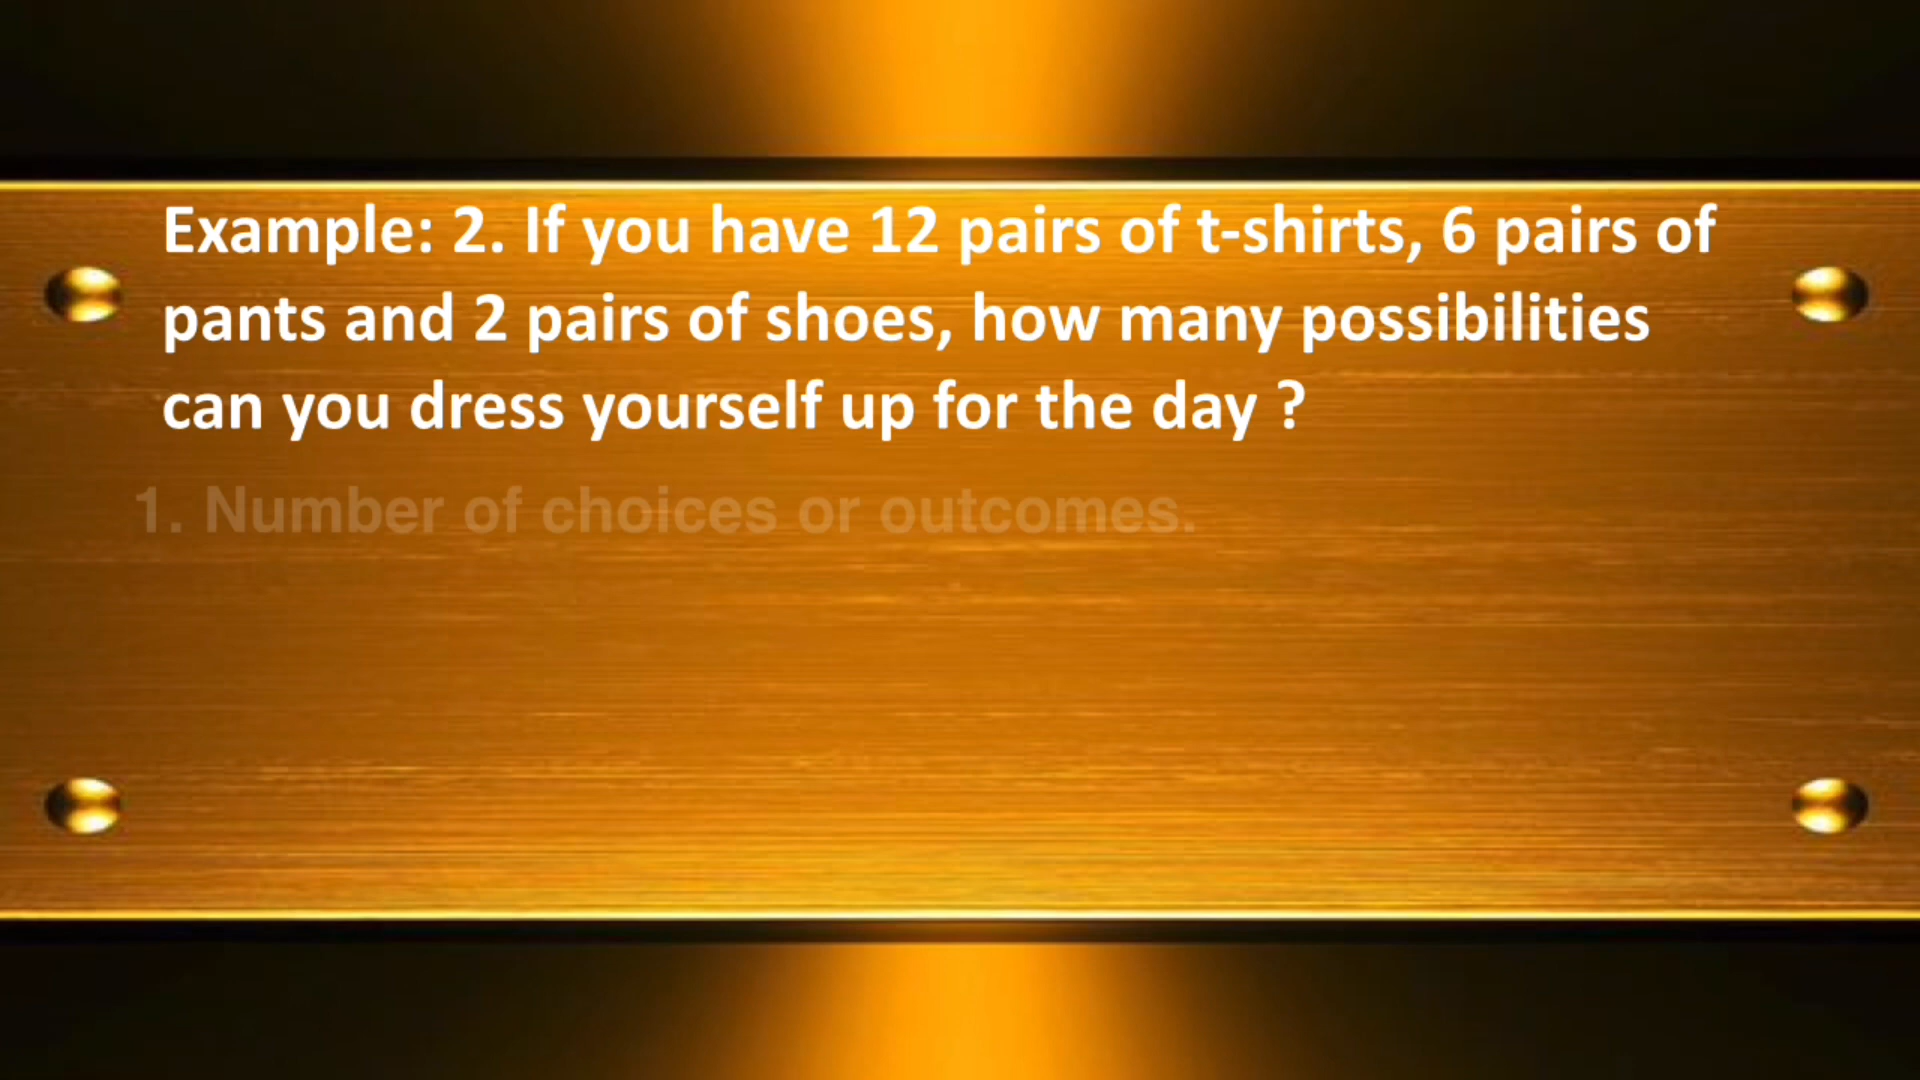 Example: 2. If you have 12 pairs of t-shirts, 6 pairs of
pants and 2 pairs of shoes, how many possibilities
can you dress yourself up for the day ?
1. Number of choices or outcomes.